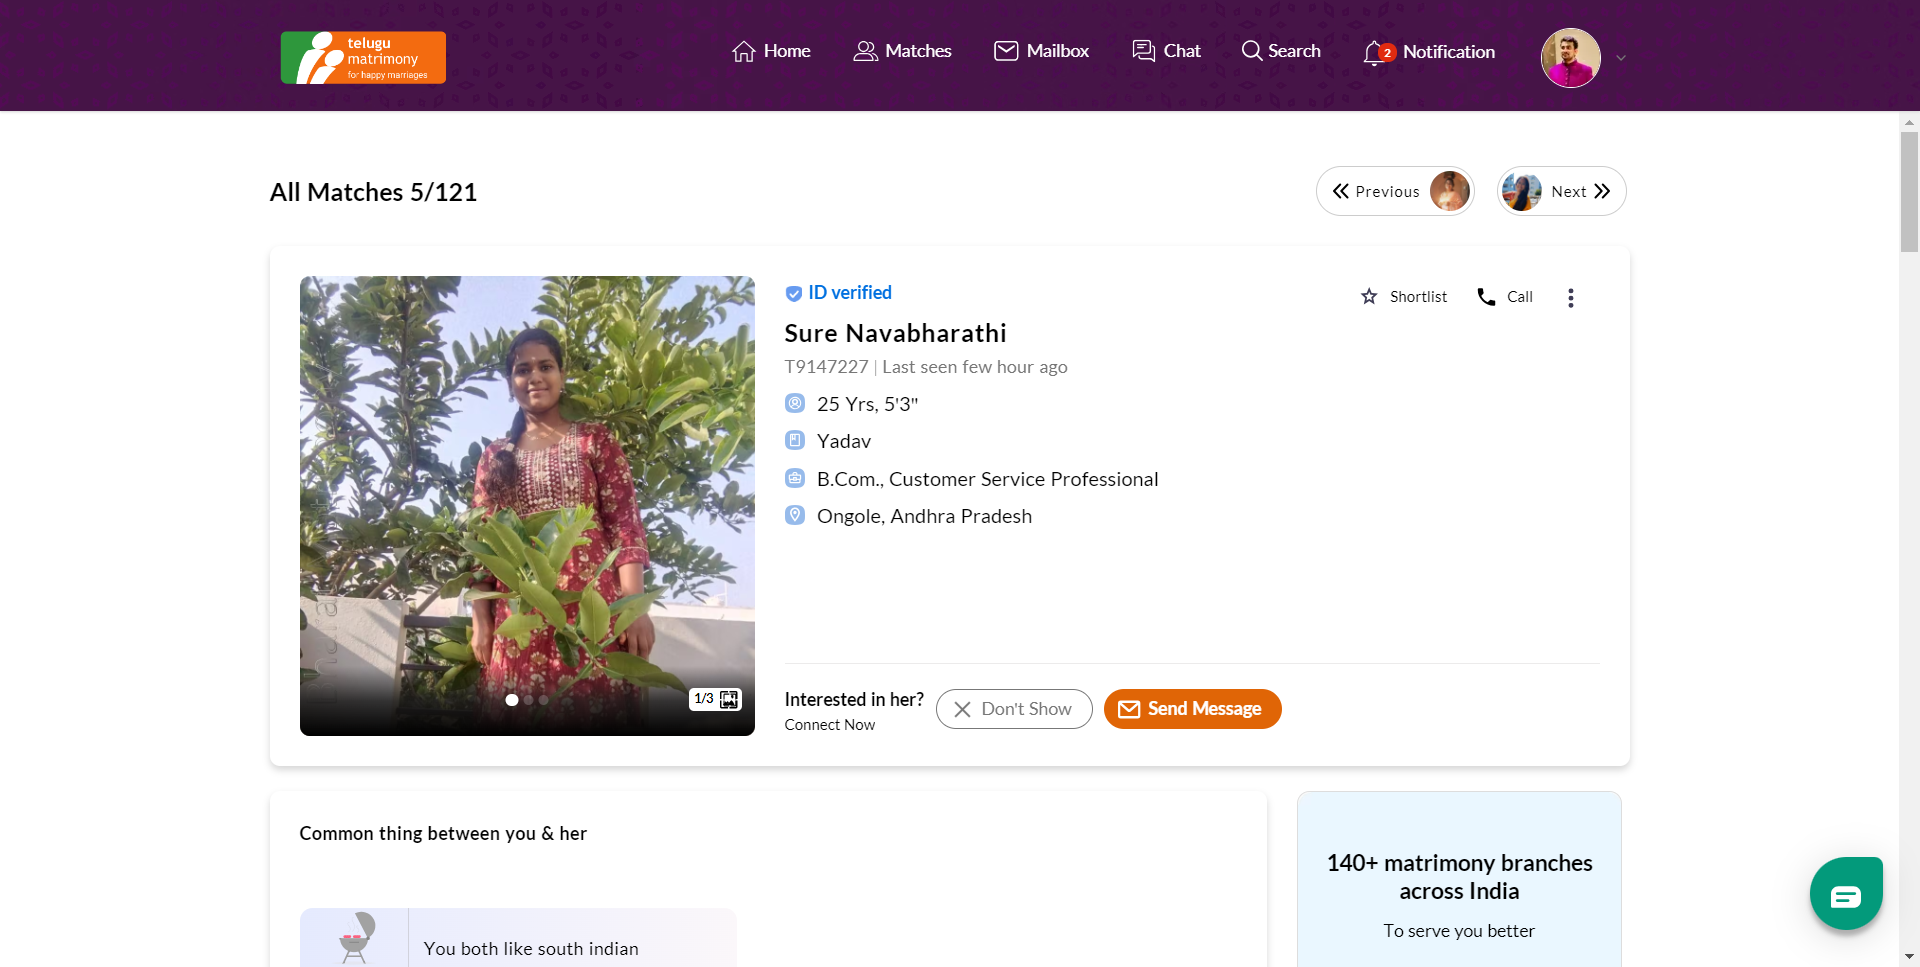 telugu
matrimony
for happy marriages
Home
Matches
Mailbox
Chat
Search
2
Notification
All Matches 5/121
Previous
Next
ID verified
Shortlist
Call
Sure Navabharathi
T9147227 | Last seen few hour ago
25 Yrs, 5'3"
Yadav
B.Com., Customer Service Professional
Ongole, Andhra Pradesh
1/3
Interested in her?
Connect Now
Don't Show
Send Message
Common thing between you & her
You both like south indian
140+ matrimony branches
across India
To serve you better